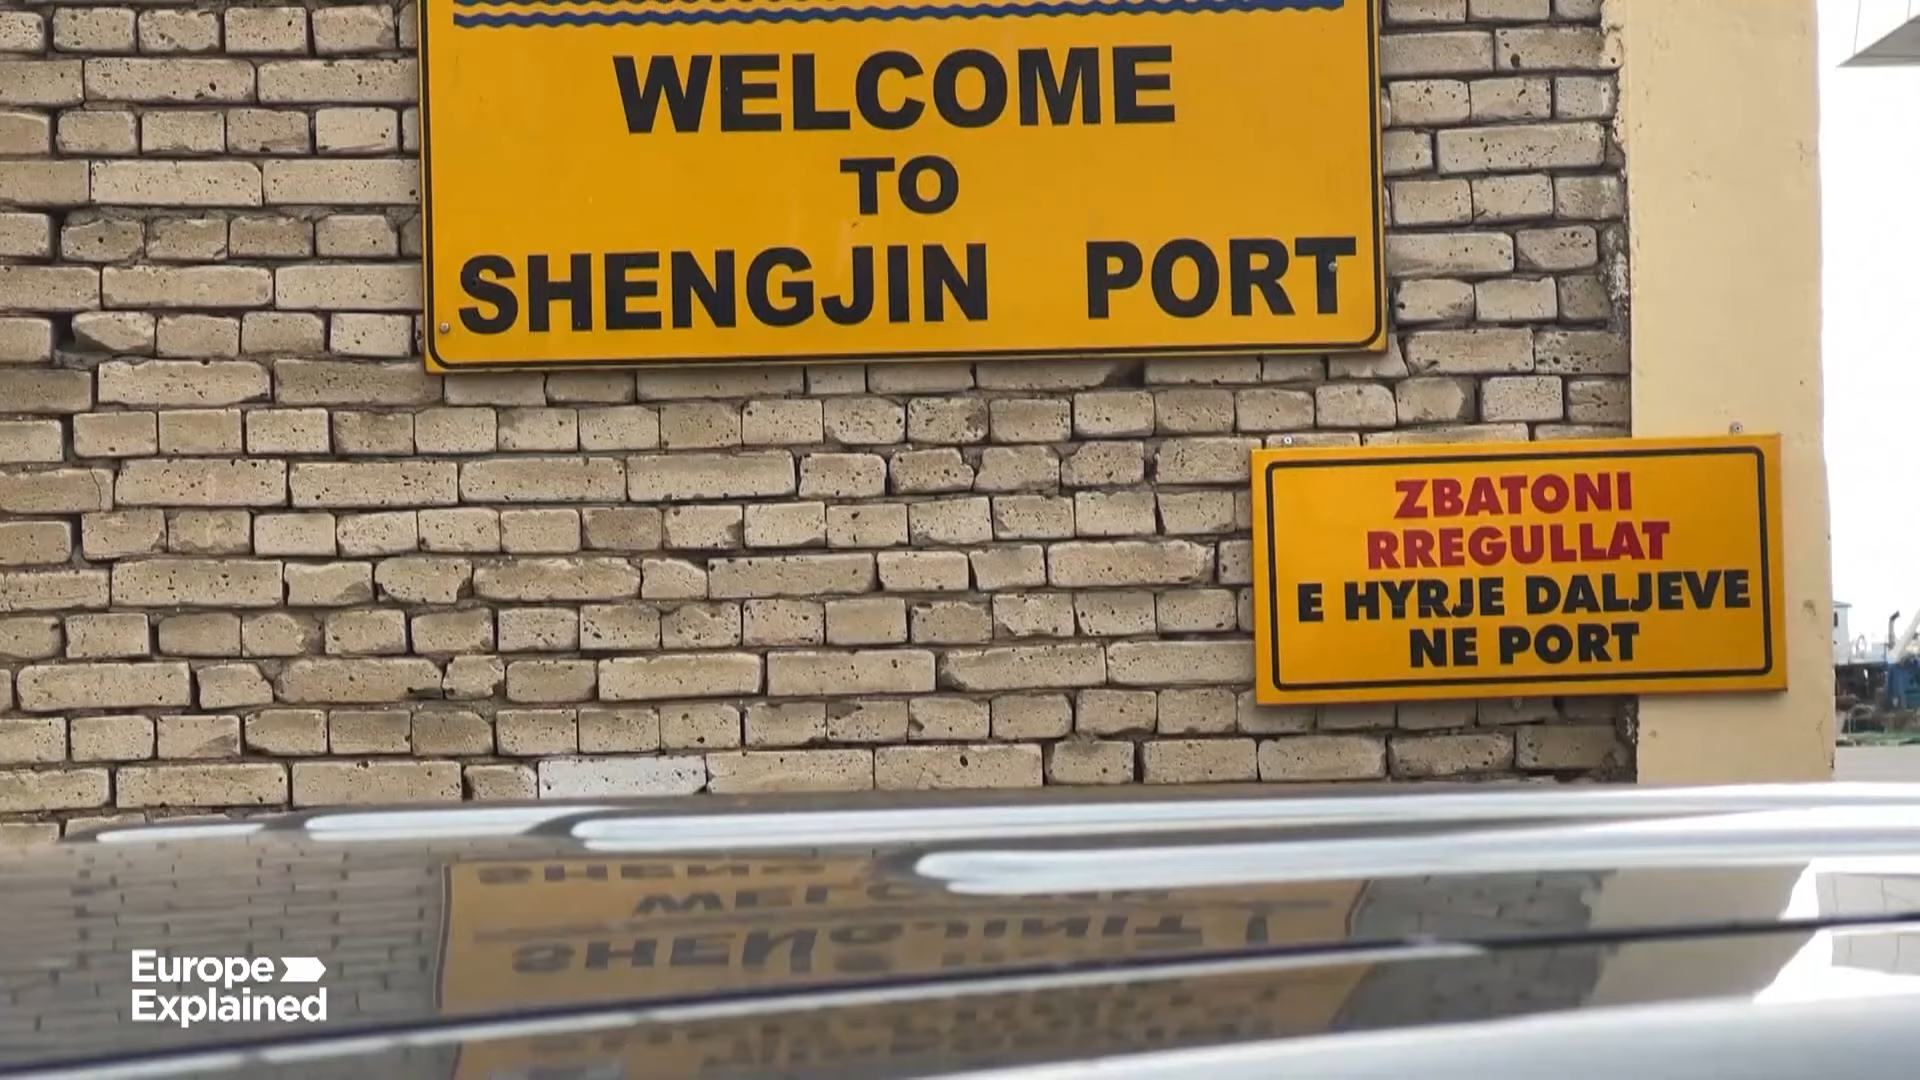 WELCOME
TO
SHENGJIN PORT
ZBATONI
RREGULLAT
E HYRJE DALJEVE
NE PORT
Europe
Explained